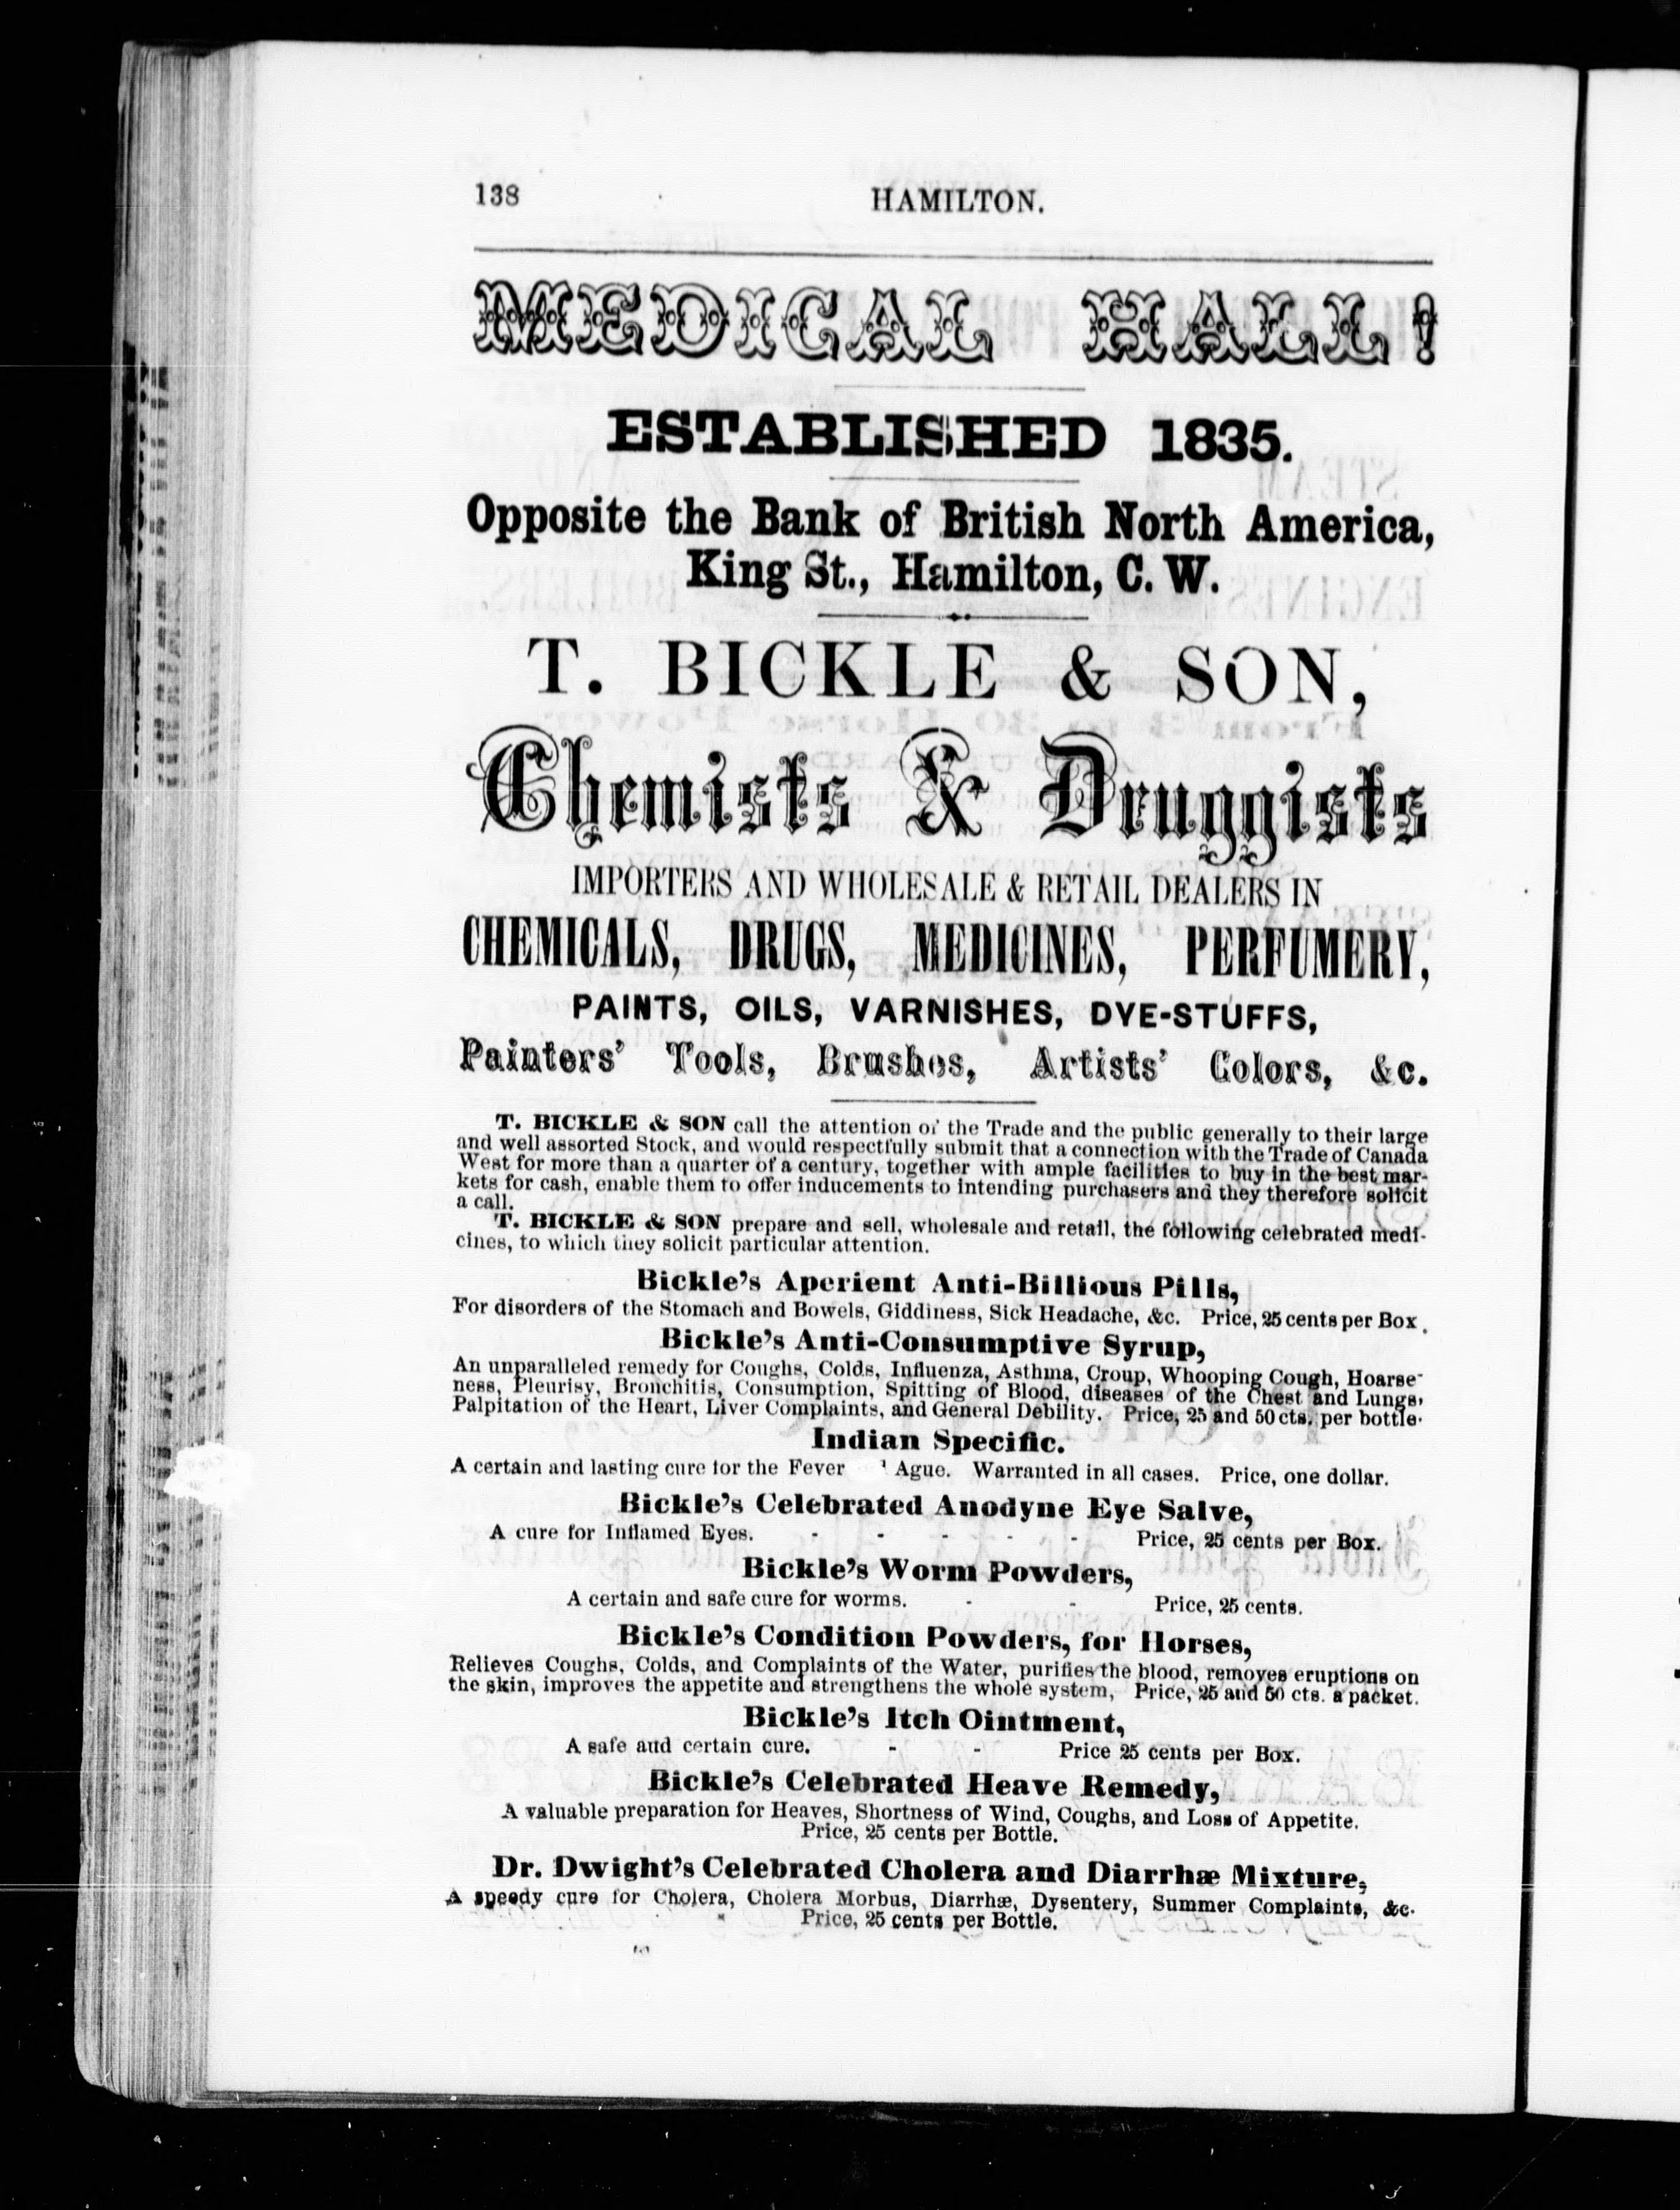 138
HAMILTON.
MEDICAL HALL!
ESTABLISHED 1835.
Opposite the Bank of British North America,
King St., Hamilton, C. W.
T. BICKLE & SON,
Chemists & Druggists
IMPORTERS AND WHOLESALE & RETAIL DEALERS IN
CHEMICALS, DRUGS, MEDICINES, PERFUMERY,
PAINTS, OILS, VARNISHES, DYE-STUFFS,
Painters' Tools, Brushes, Artists' Colors, &c.
T. BICKLE & SON call the attention of the Trade and the public generally to their large
and well assorted Stock, and would respectfully submit that a connection with the Trade of Canada
West for more than a quarter of a century, together with ample facilities to buy in the best mar-
kets for cash, enable them to offer inducements to intending purchasers and they therefore solicit
a call.
T. BICKLE & SON prepare and sell, wholesale and retail, the following celebrated medi-
cines, to which they solicit particular attention.
Bickle's Aperient Anti-Billious Pills,
For disorders of the Stomach and Bowels, Giddiness, Sick Headache, &c. Price, 25 cents per Box.
Bickle's Anti-Consumptive Syrup,
An unparalleled remedy for Coughs, Colds, Influenza, Asthma, Croup, Whooping Cough, Hoarse-
ness, Pleurisy, Bronchitis, Consumption, Spitting of Blood, diseases of the Chest and Lungs,
Palpitation of the Heart, Liver Complaints, and General Debility. Price, 25 and 50 cts. per bottle.
Indian Specific.
A certain and lasting cure for the Fever Ague. Warranted in all cases. Price, one dollar.
Bickle's Celebrated Anodyne Eye Salve,
A cure for Inflamed Eyes. - - - - - Price, 25 cents per Box.
Bickle's Worm Powders,
A certain and safe cure for worms. - - Price, 25 cents.
Bickle's Condition Powders, for Horses,
Relieves Coughs, Colds, and Complaints of the Water, purifies the blood, removes eruptions on
the skin, improves the appetite and strengthens the whole system, Price, 25 and 50 cts. a packet.
Bickle's Itch Ointment,
A safe and certain cure. - - Price 25 cents per Box.
Bickle's Celebrated Heave Remedy,
A valuable preparation for Heaves, Shortness of Wind, Coughs, and Loss of Appetite.
Price, 25 cents per Bottle.
Dr. Dwight's Celebrated Cholera and Diarrhæ Mixture,
A speedy cure for Cholera, Cholera Morbus, Diarrhæ, Dysentery, Summer Complaints, &c.
Price, 25 cents per Bottle.